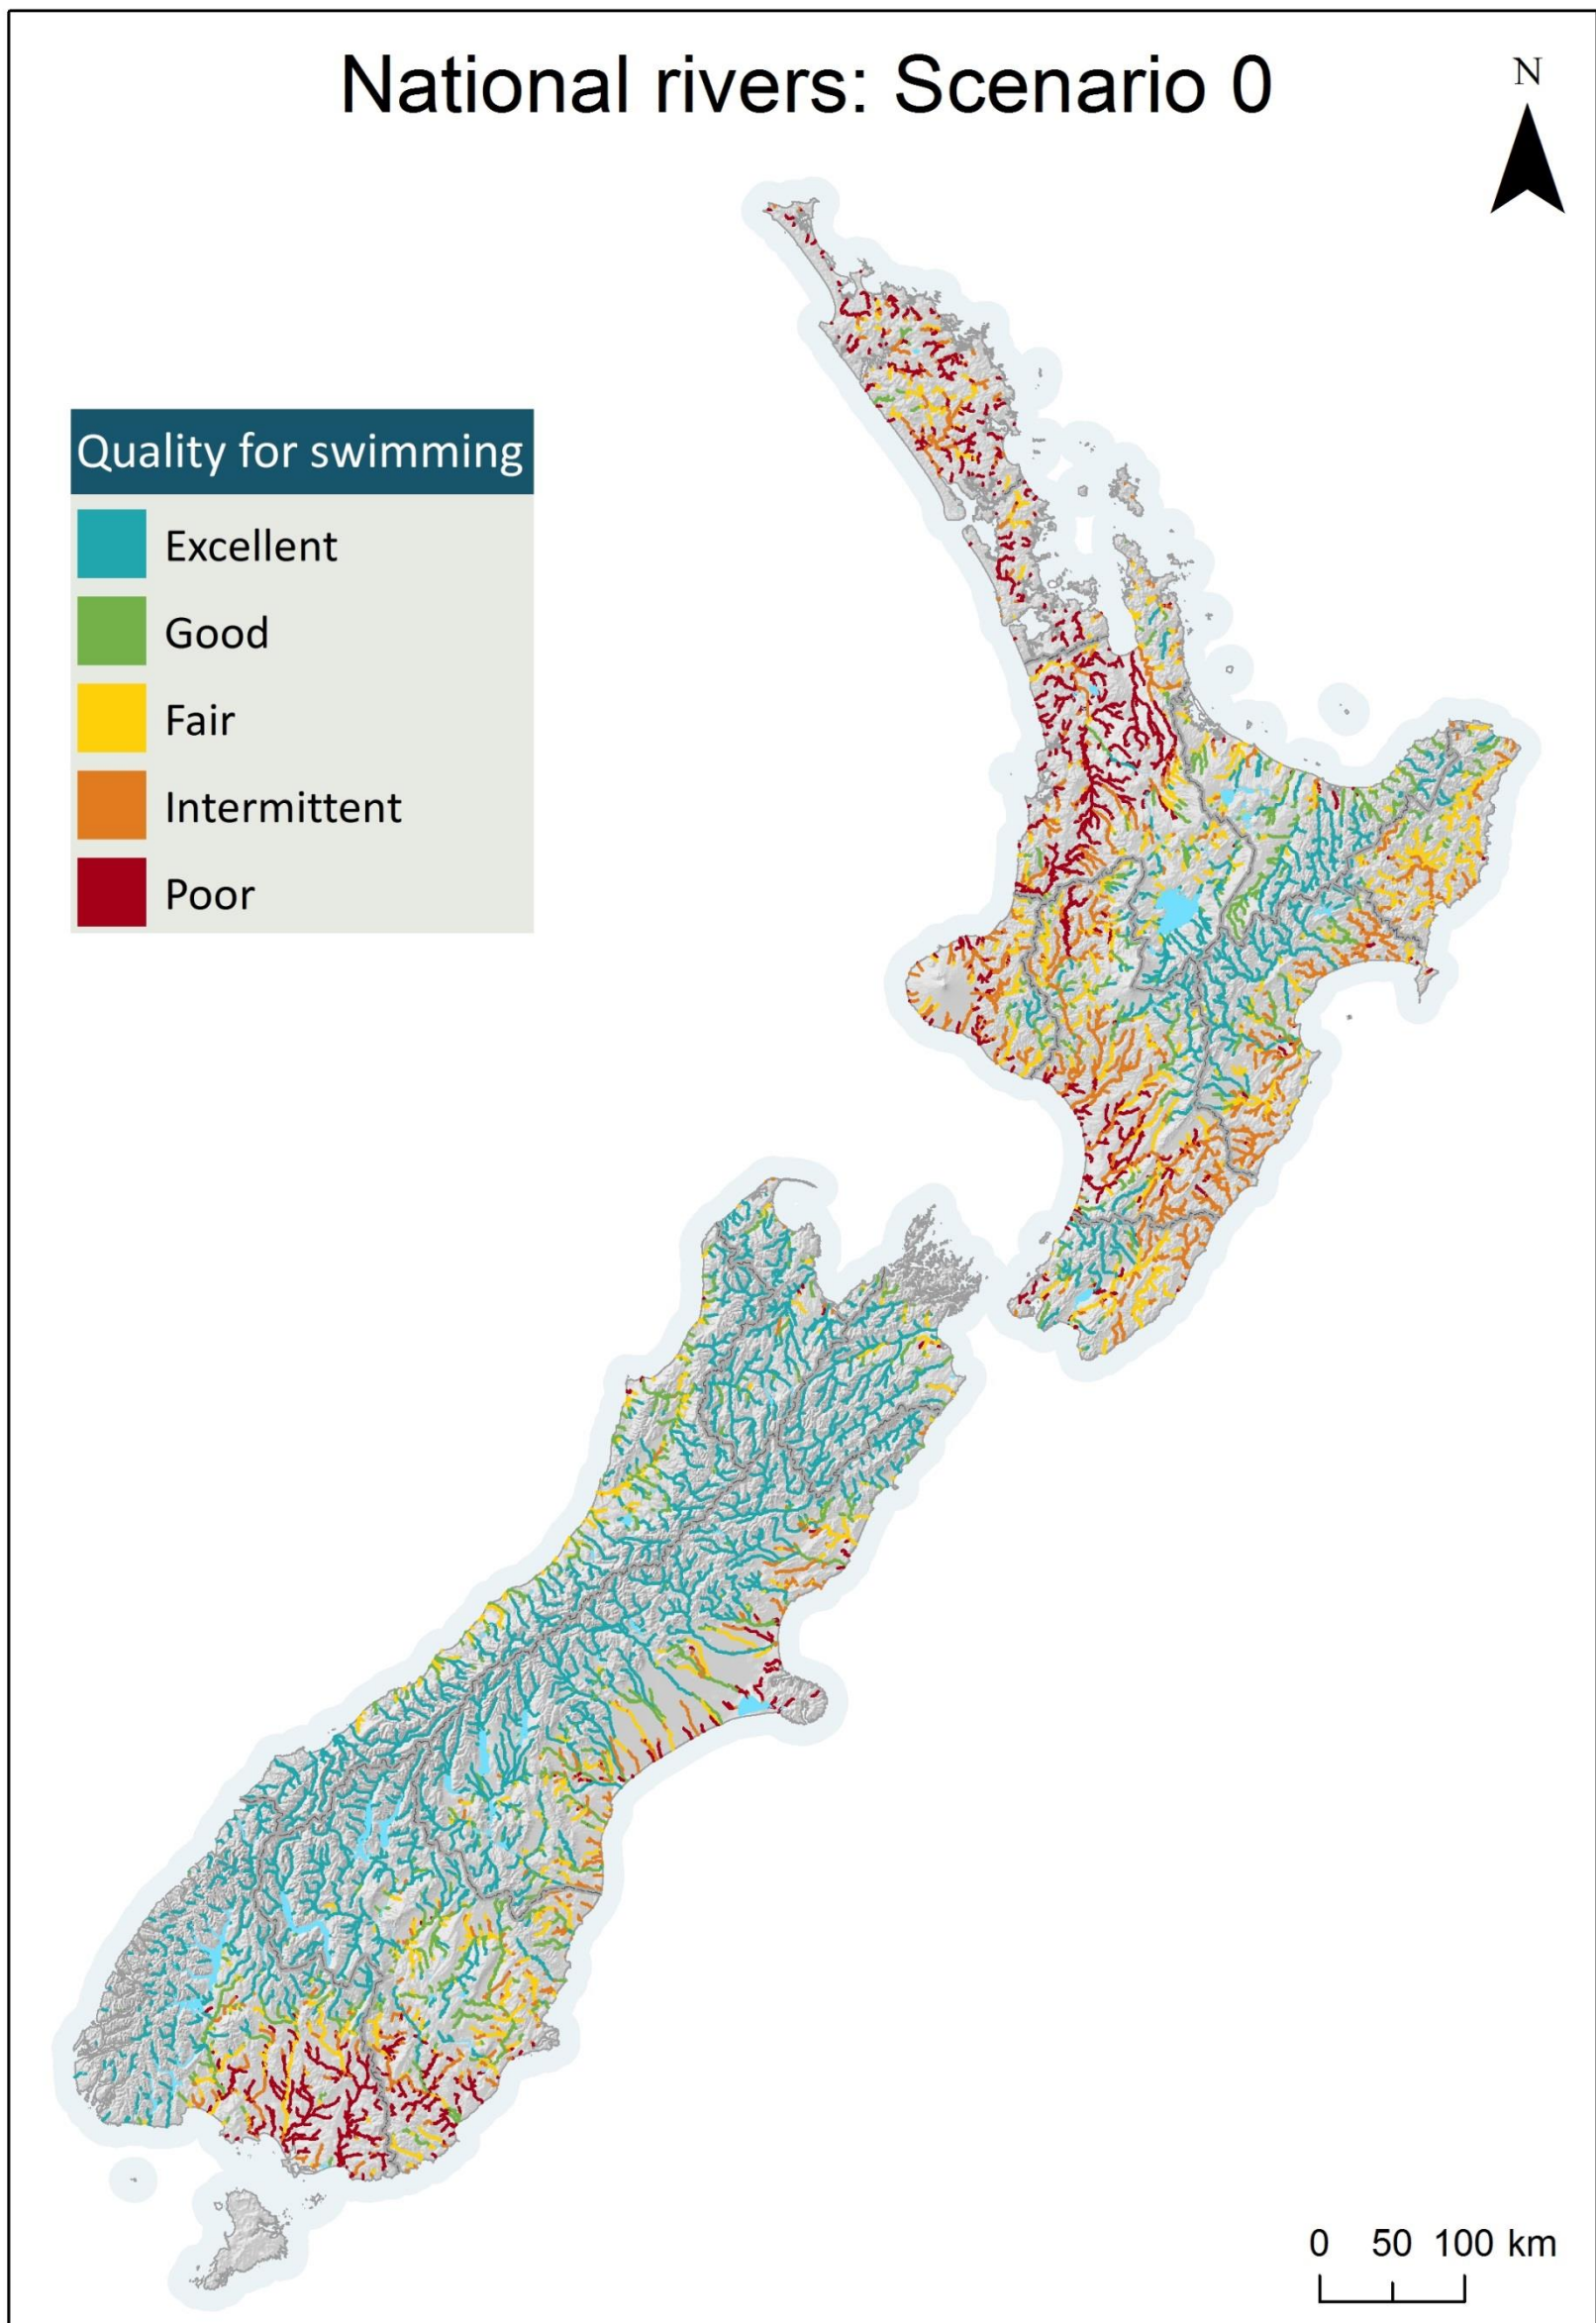 National rivers: Scenario 0
N
Quality for swimming
Excellent
Good
Fair
Intermittent
Poor
0 50 100 km